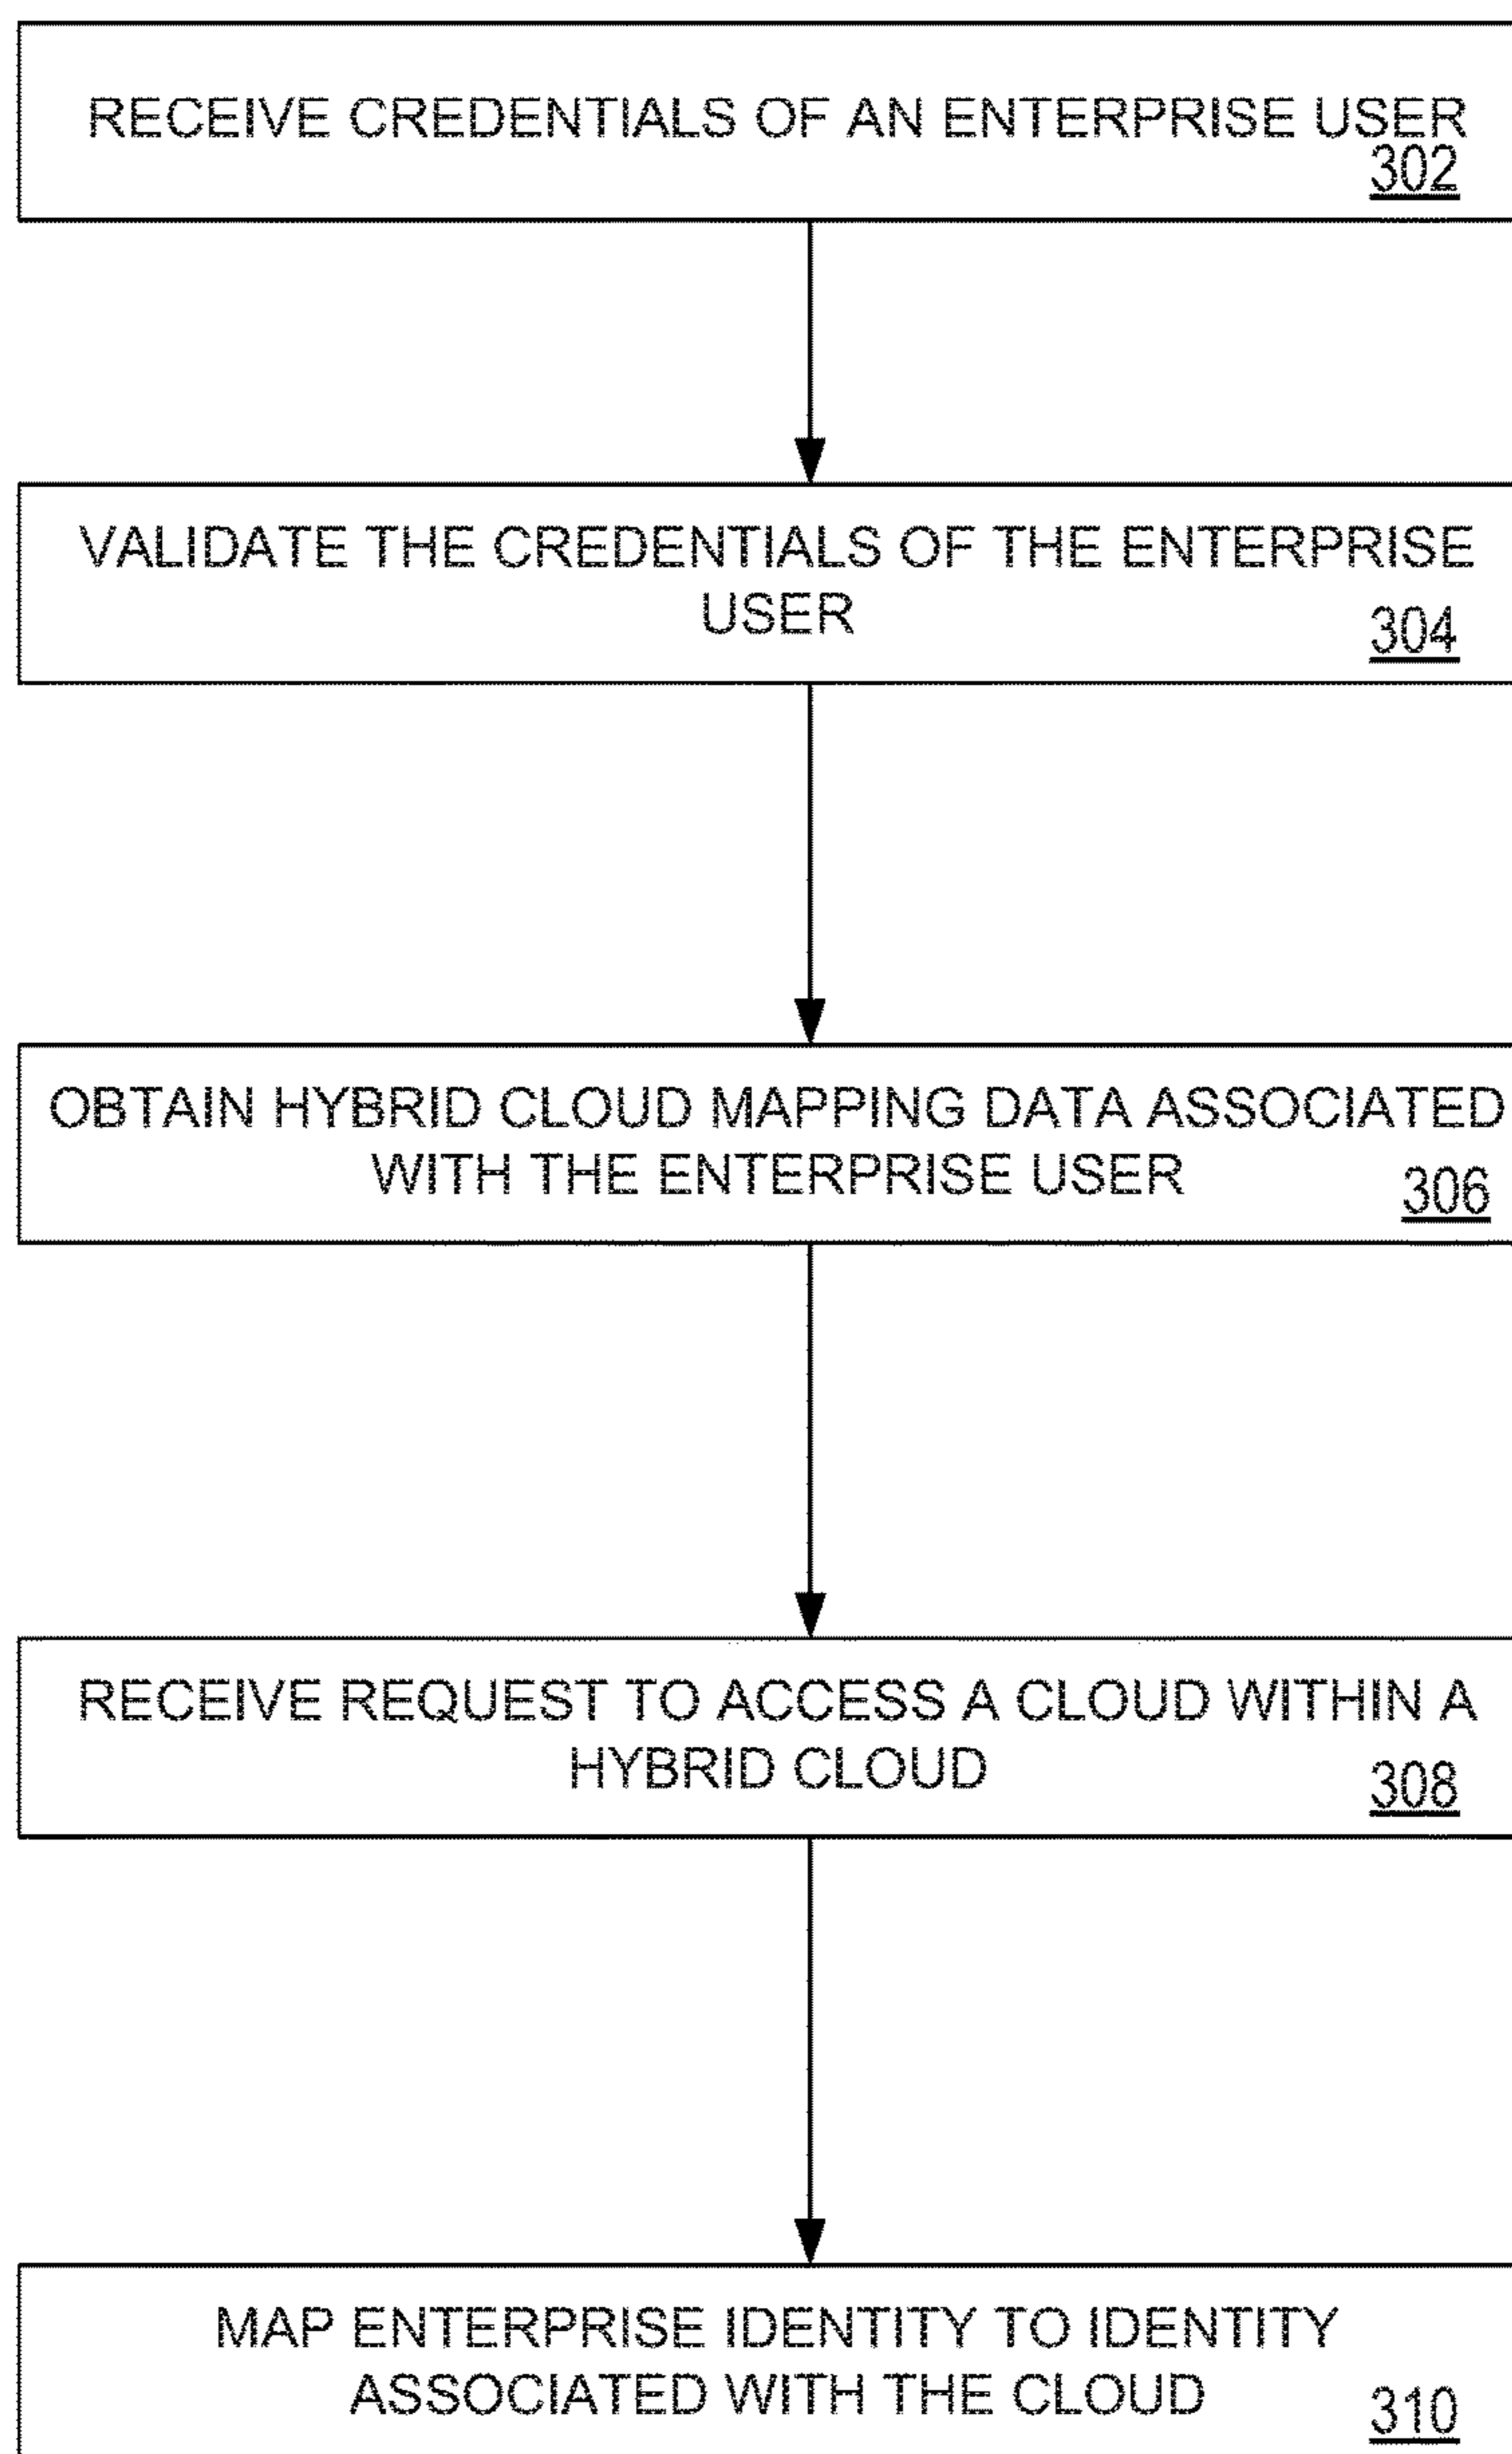 RECEIVE CREDENTIALS OF AN ENTERPRISE USER
302
VALIDATE THE CREDENTIALS OF THE ENTERPRISE
USER
304
OBTAIN HYBRID CLOUD MAPPING DATA ASSOCIATED
WITH THE ENTERPRISE USER
306
RECEIVE REQUEST TO ACCESS A CLOUD WITHIN A
HYBRID CLOUD
308
MAP ENTERPRISE IDENTITY TO IDENTITY
ASSOCIATED WITH THE CLOUD
310